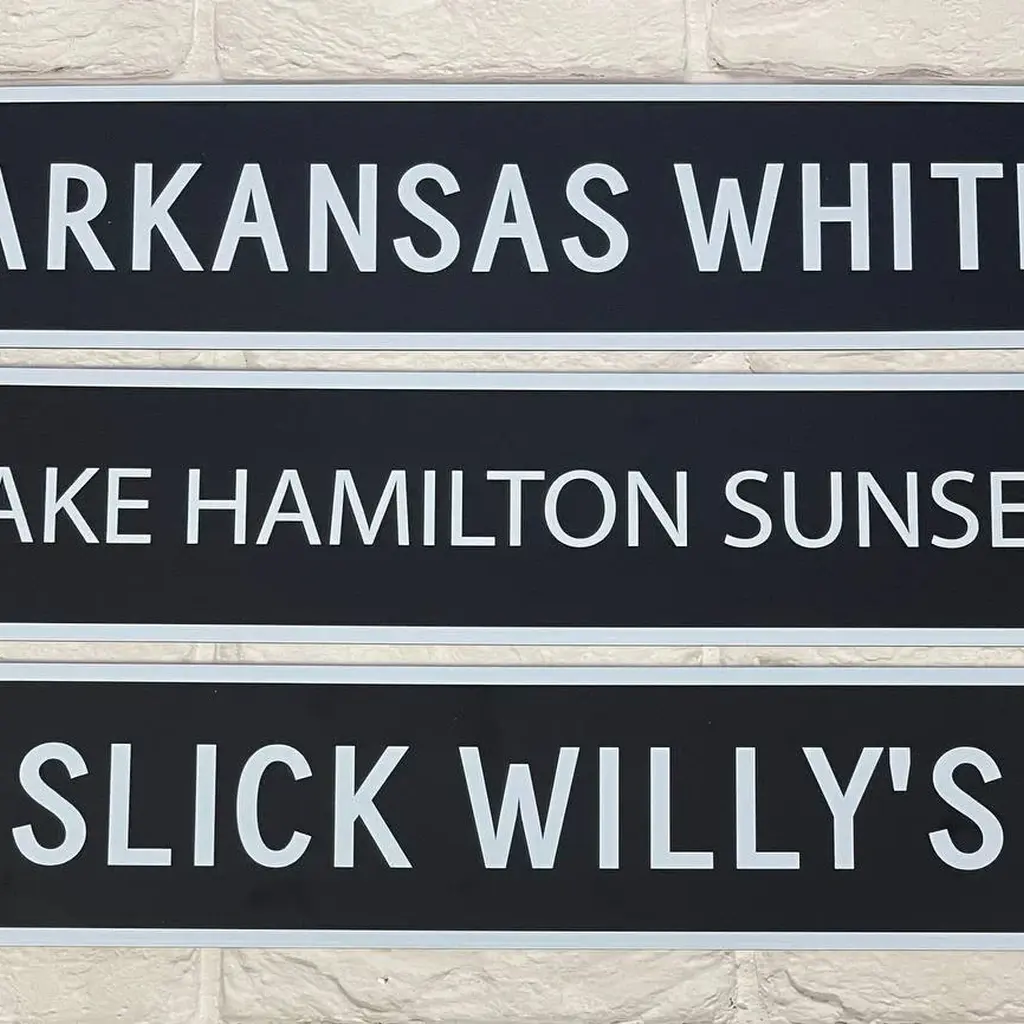 ARKANSAS WHIT
AKE HAMILTON SUNSE
SLICK WILLY'S